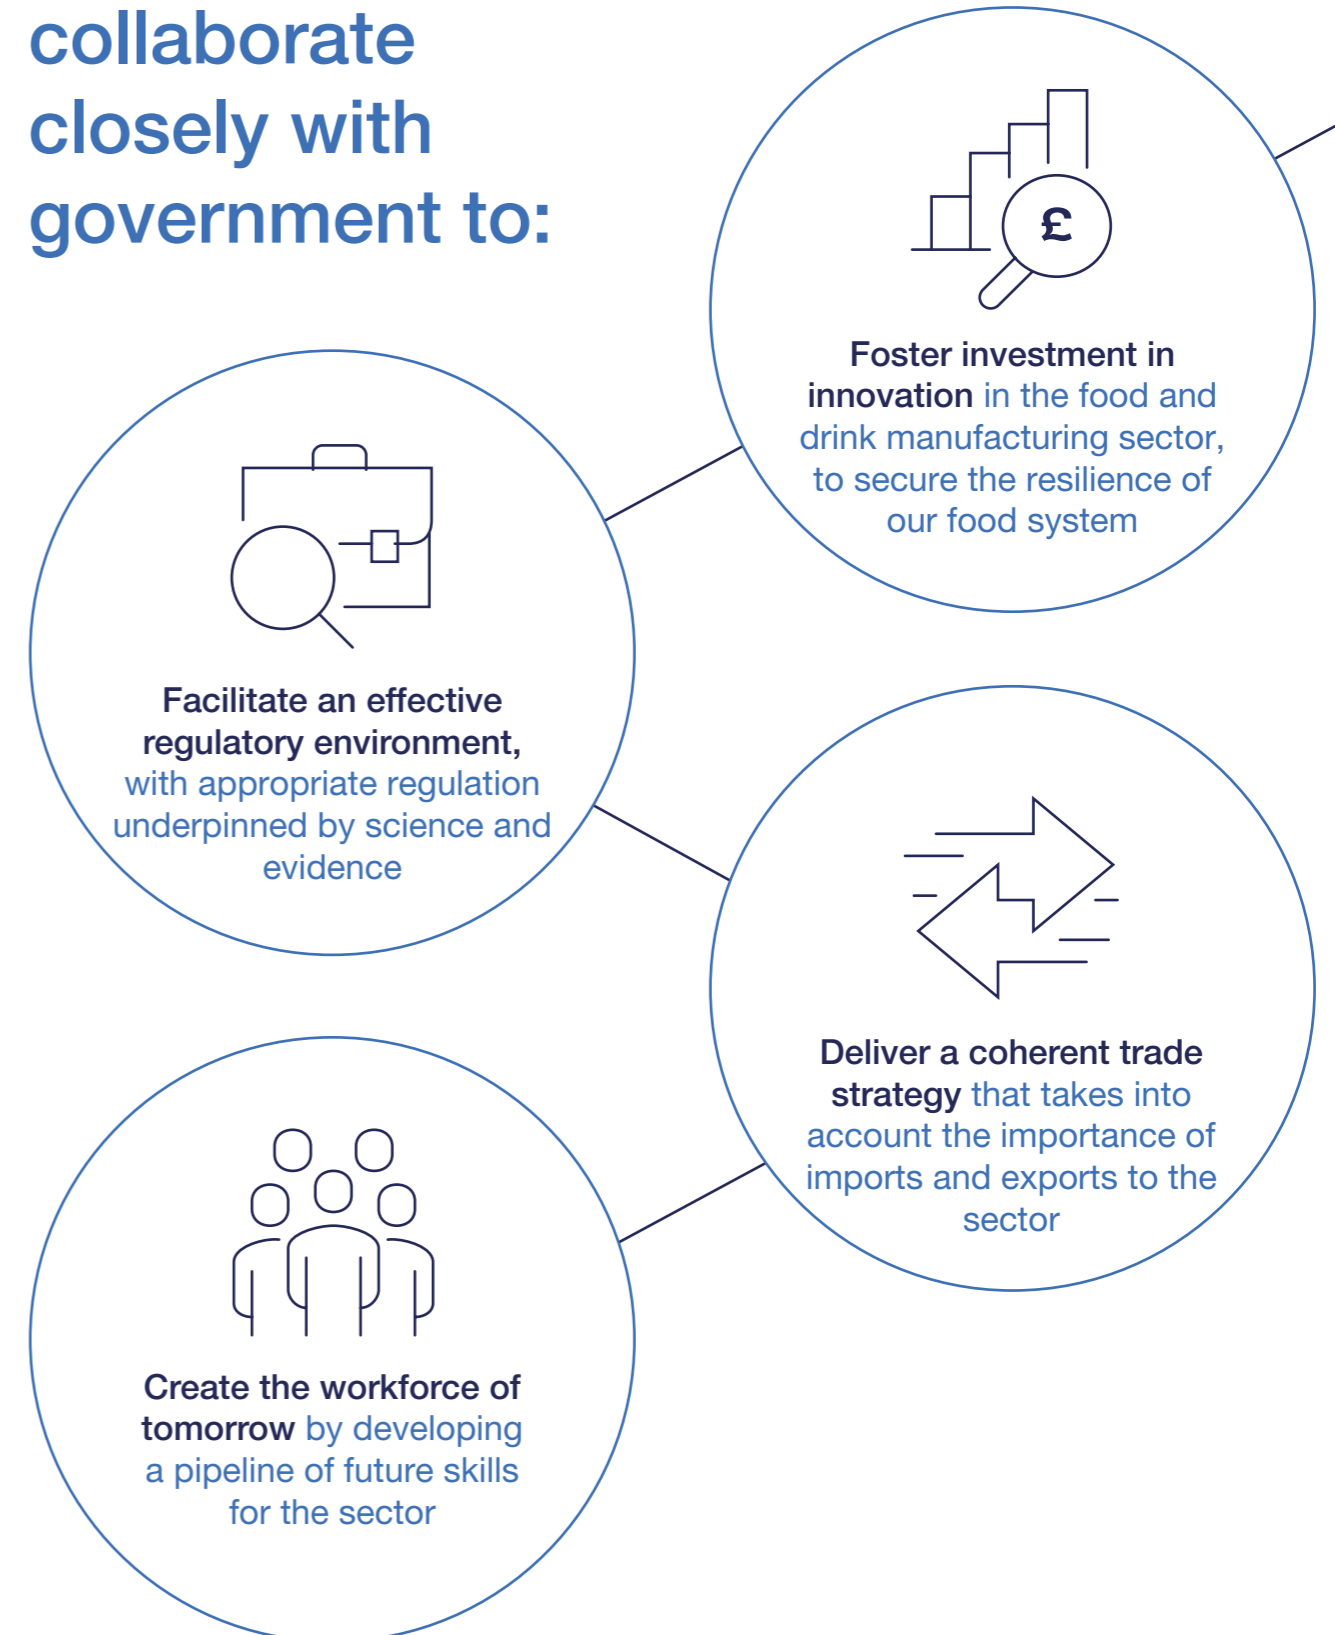 collaborate
closely with
government to:
£
Foster investment in
innovation in the food and
drink manufacturing sector,
to secure the resilience of
our food system
Facilitate an effective
regulatory environment,
with appropriate regulation
underpinned by science and
evidence
Deliver a coherent trade
strategy that takes into
account the importance of
imports and exports to the
sector
Create the workforce of
tomorrow by developing
a pipeline of future skills
for the sector